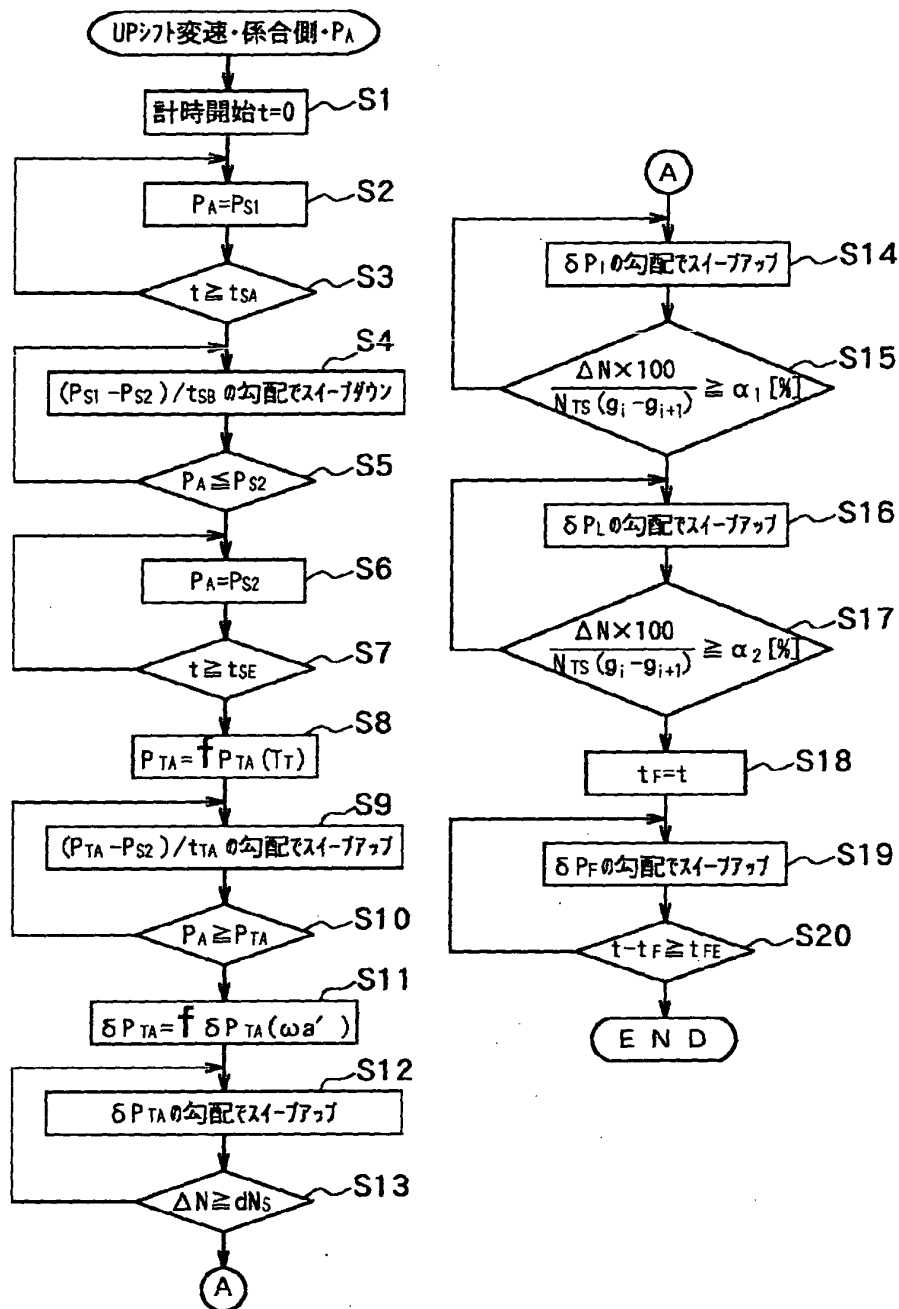 UPシフト変速・係合側・PA
計時開始t=0
S1
PA=PS1
S2
t≧tSA
S3
(PS1-PS2)/tSBの勾配でスイープダウン
S4
PA≦PS2
S5
PA=PS2
S6
t≧tSE
S7
PTA=fPTA(TT)
S8
(PTA-PS2)/tTAの勾配でスイープアップ
S9
PA≧PTA
S10
δPTA=fδPTA(ωa′)
S11
δPTAの勾配でスイープアップ
S12
ΔN≧dNS
S13
A
A
δPIの勾配でスイープアップ
S14
ΔN×100
NTS(gi-gi+1)
≧α1[%]
S15
δPLの勾配でスイープアップ
S16
ΔN×100
NTS(gi-gi+1)
≧α2[%]
S17
tF=t
S18
δPFの勾配でスイープアップ
S19
t-tF≧tFE
S20
END